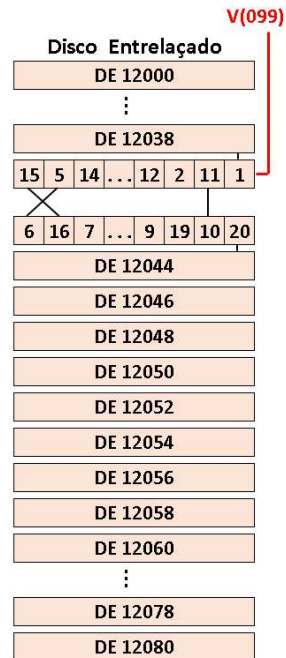 V(099)
Disco Entrelaçado
DE 12000
⋮
DE 12038
15 5 14 ... 12 2 11 1
6 16 7 ... 9 19 10 20
DE 12044
DE 12046
DE 12048
DE 12050
DE 12052
DE 12054
DE 12056
DE 12058
DE 12060
⋮
DE 12078
DE 12080